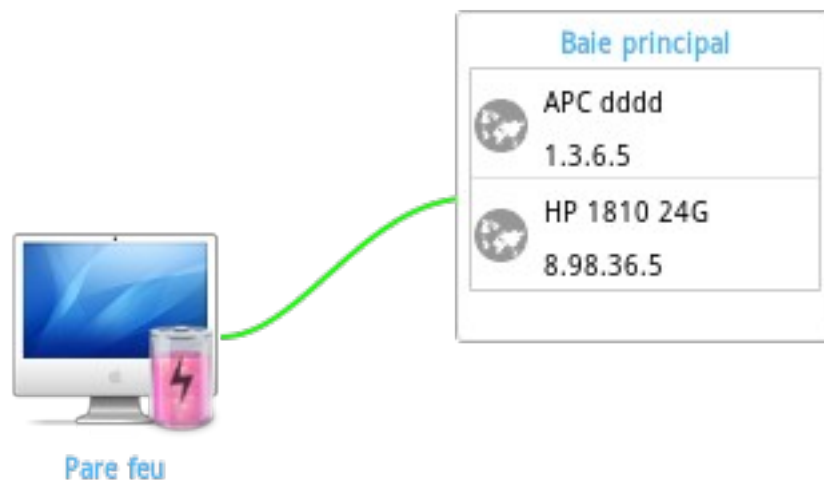 Baie principal
APC dddd
1.3.6.5
HP 1810 24G
8.98.36.5
Pare feu